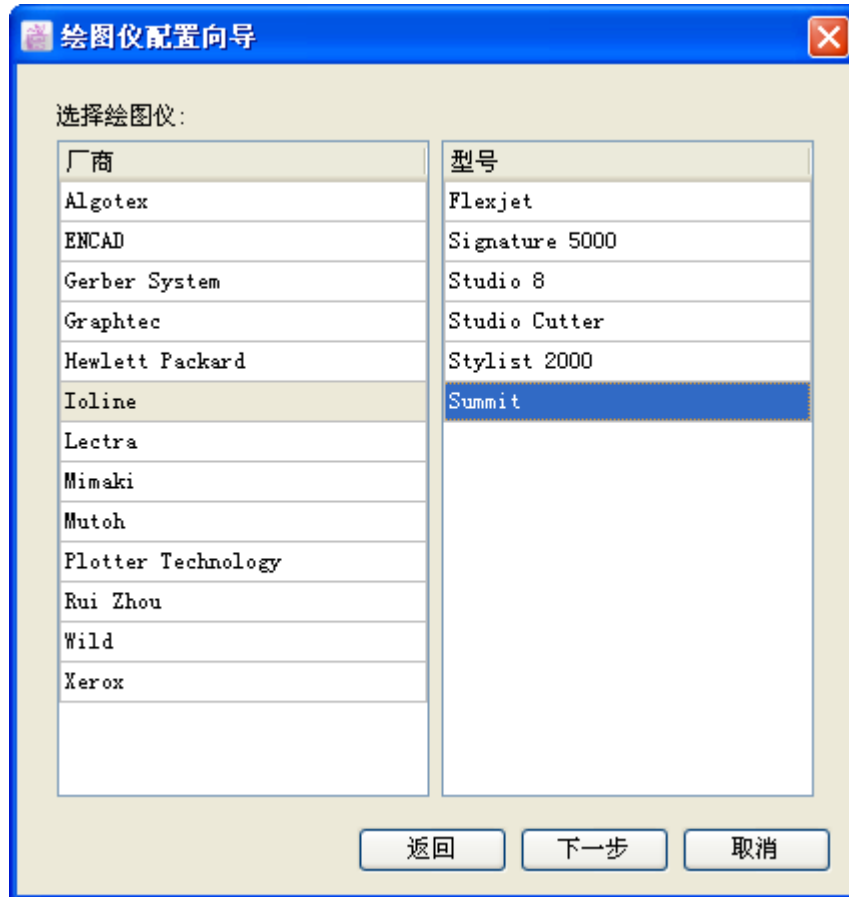 绘图仪配置向导
选择绘图仪:
厂商
Algotex
ENCAD
Gerber System
Graphtec
Hewlett Packard
Ioline
Lectra
Mimaki
Mutoh
Plotter Technology
Rui Zhou
Wild
Xerox
型号
Flexjet
Signature 5000
Studio 8
Studio Cutter
Stylist 2000
Summit
返回
下一步
取消